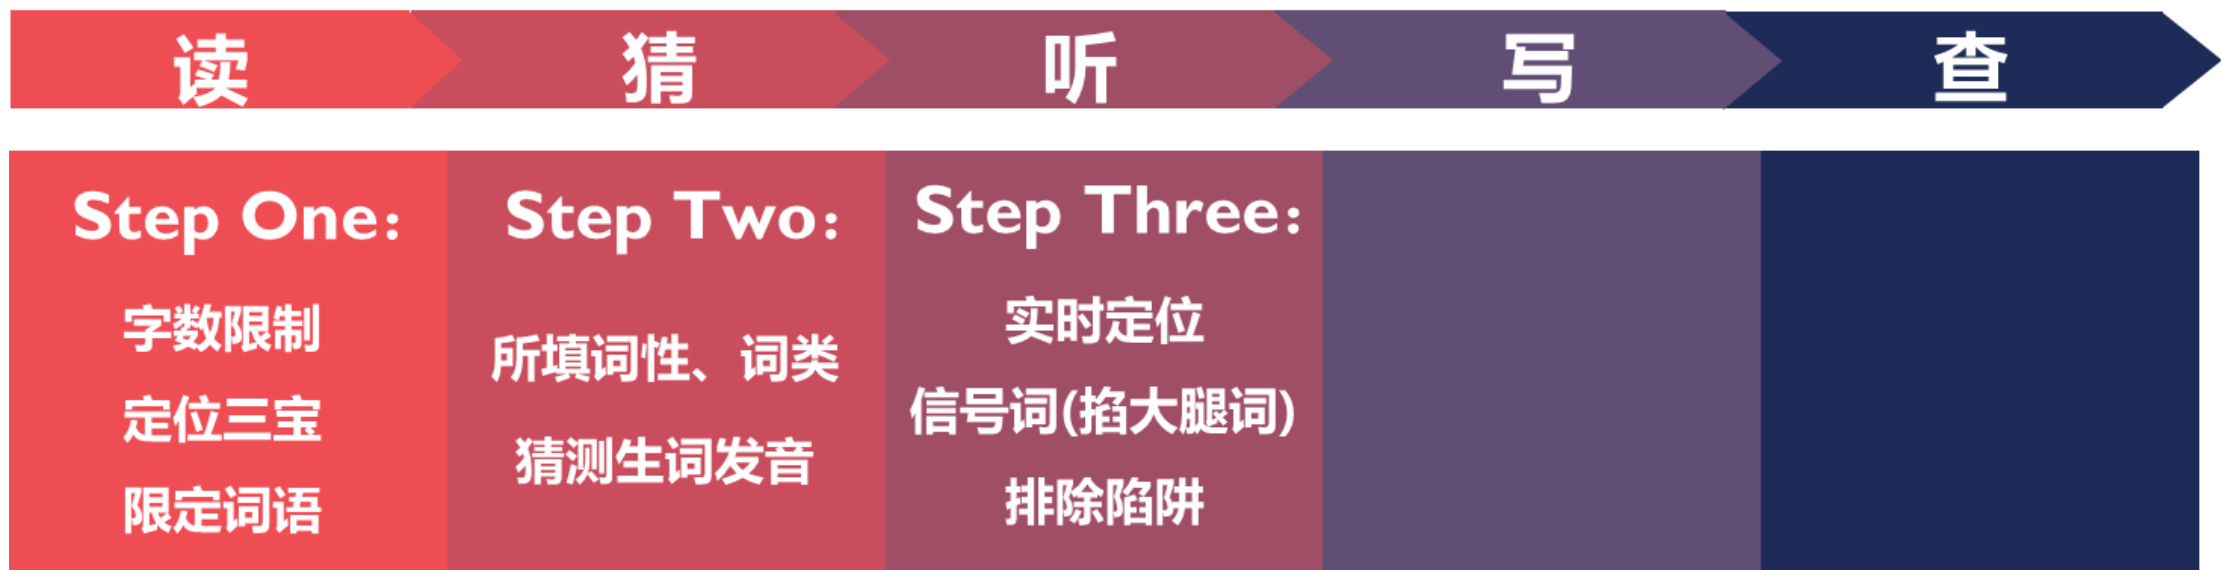 读
猜
听
写
查
Step One:
字数限制
定位三宝
限定词语
Step Two:
所填词性、词类
猜测生词发音
Step Three:
实时定位
信号词(掐大腿词)
排除陷阱